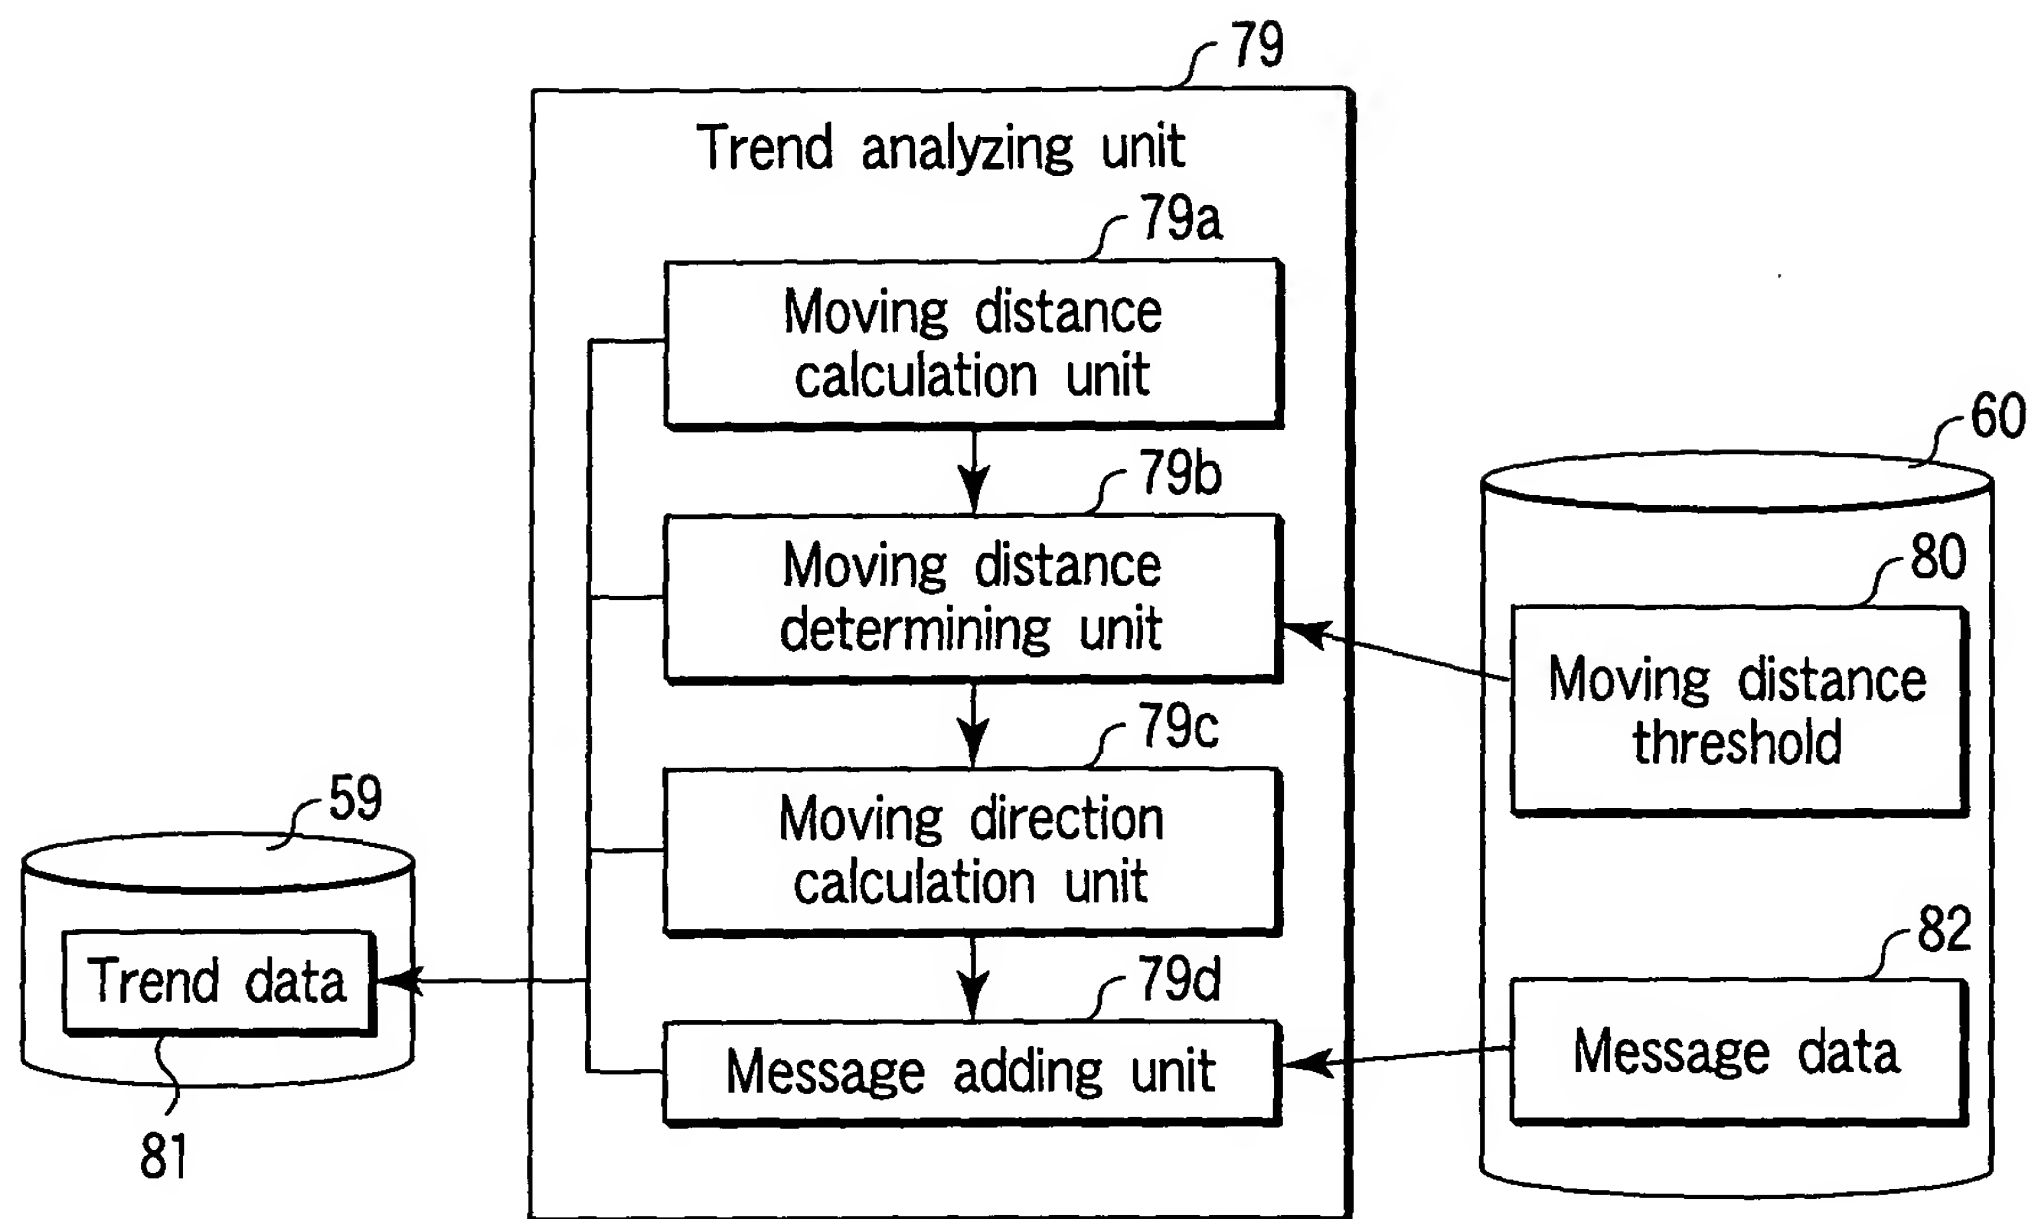 79
Trend analyzing unit
79a
Moving distance
calculation unit
60
79b
Moving distance
determining unit
80
Moving distance
threshold
79c
59
Moving direction
calculation unit
82
Trend data
79d
Message adding unit
Message data
81